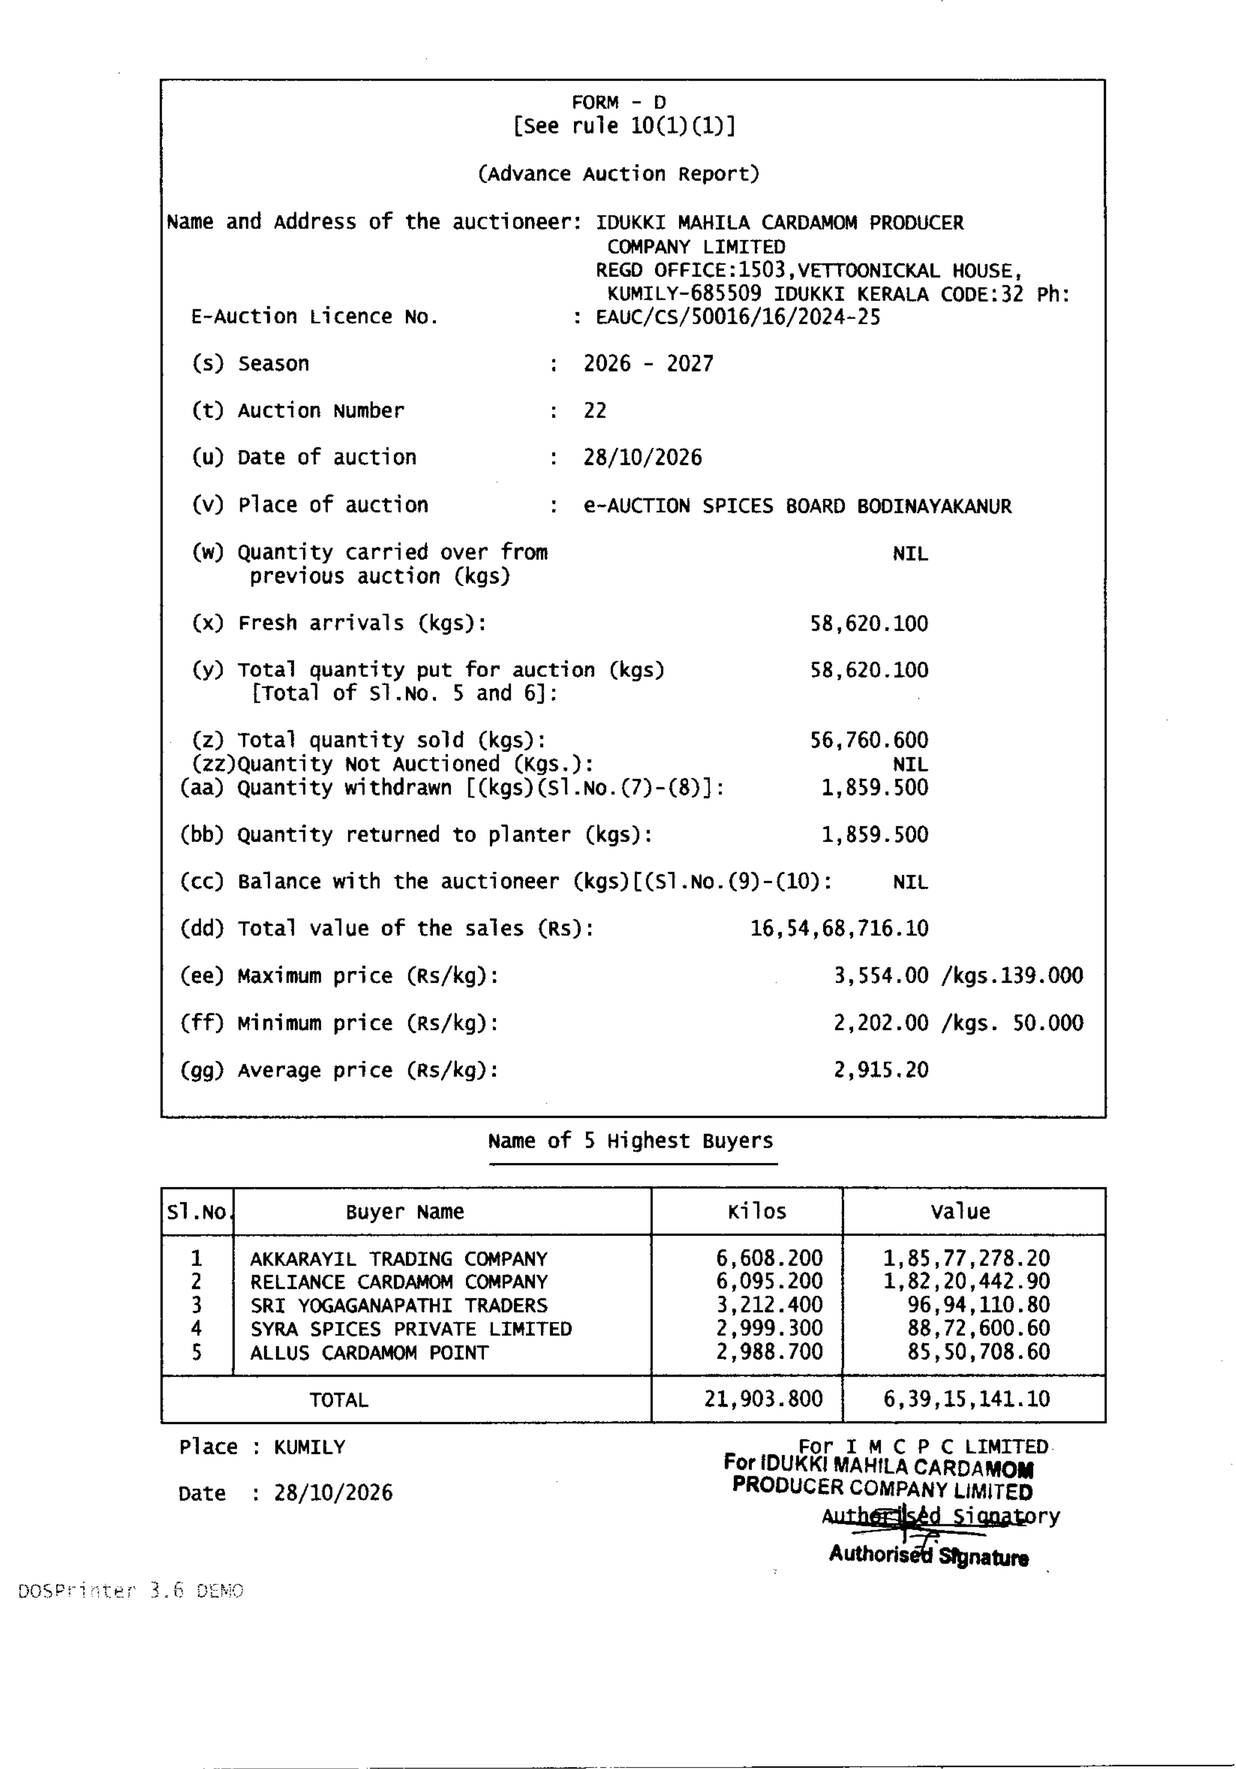 FORM - D
[See rule 10(1)(1)]
(Advance Auction Report)
Name and Address of the auctioneer: IDUKKI MAHILA CARDAMOM PRODUCER
COMPANY LIMITED
REGD OFFICE:1503,VETTOONICKAL HOUSE,
KUMILY-685509 IDUKKI KERALA CODE:32 Ph:
E-Auction Licence No. : EAUC/CS/50016/16/2024-25
(s) Season : 2026 - 2027
(t) Auction Number : 22
(u) Date of auction : 28/10/2026
(v) Place of auction : e-AUCTION SPICES BOARD BODINAYAKANUR
(w) Quantity carried over from NIL
previous auction (kgs)
(x) Fresh arrivals (kgs): 58,620.100
(y) Total quantity put for auction (kgs) 58,620.100
[Total of Sl.No. 5 and 6]:
(z) Total quantity sold (kgs): 56,760.600
(zz)Quantity Not Auctioned (Kgs.): NIL
(aa) Quantity withdrawn [(kgs)(Sl.No.(7)-(8)]: 1,859.500
(bb) Quantity returned to planter (kgs): 1,859.500
(cc) Balance with the auctioneer (kgs)[(Sl.No.(9)-(10): NIL
(dd) Total value of the sales (Rs): 16,54,68,716.10
(ee) Maximum price (Rs/kg): 3,554.00 /kgs.139.000
(ff) Minimum price (Rs/kg): 2,202.00 /kgs. 50.000
(gg) Average price (Rs/kg): 2,915.20
Name of 5 Highest Buyers
Sl.No. Buyer Name Kilos Value
1 AKKARAYIL TRADING COMPANY 6,608.200 1,85,77,278.20
2 RELIANCE CARDAMOM COMPANY 6,095.200 1,82,20,442.90
3 SRI YOGAGANAPATHI TRADERS 3,212.400 96,94,110.80
4 SYRA SPICES PRIVATE LIMITED 2,999.300 88,72,600.60
5 ALLUS CARDAMOM POINT 2,988.700 85,50,708.60
TOTAL 21,903.800 6,39,15,141.10
Place : KUMILY For I M C P C LIMITED
For IDUKKI MAHILA CARDAMOM
PRODUCER COMPANY LIMITED
Date : 28/10/2026
Authorised Signatory
Authorised Signature
DOSPrinter 3.6 DEMO